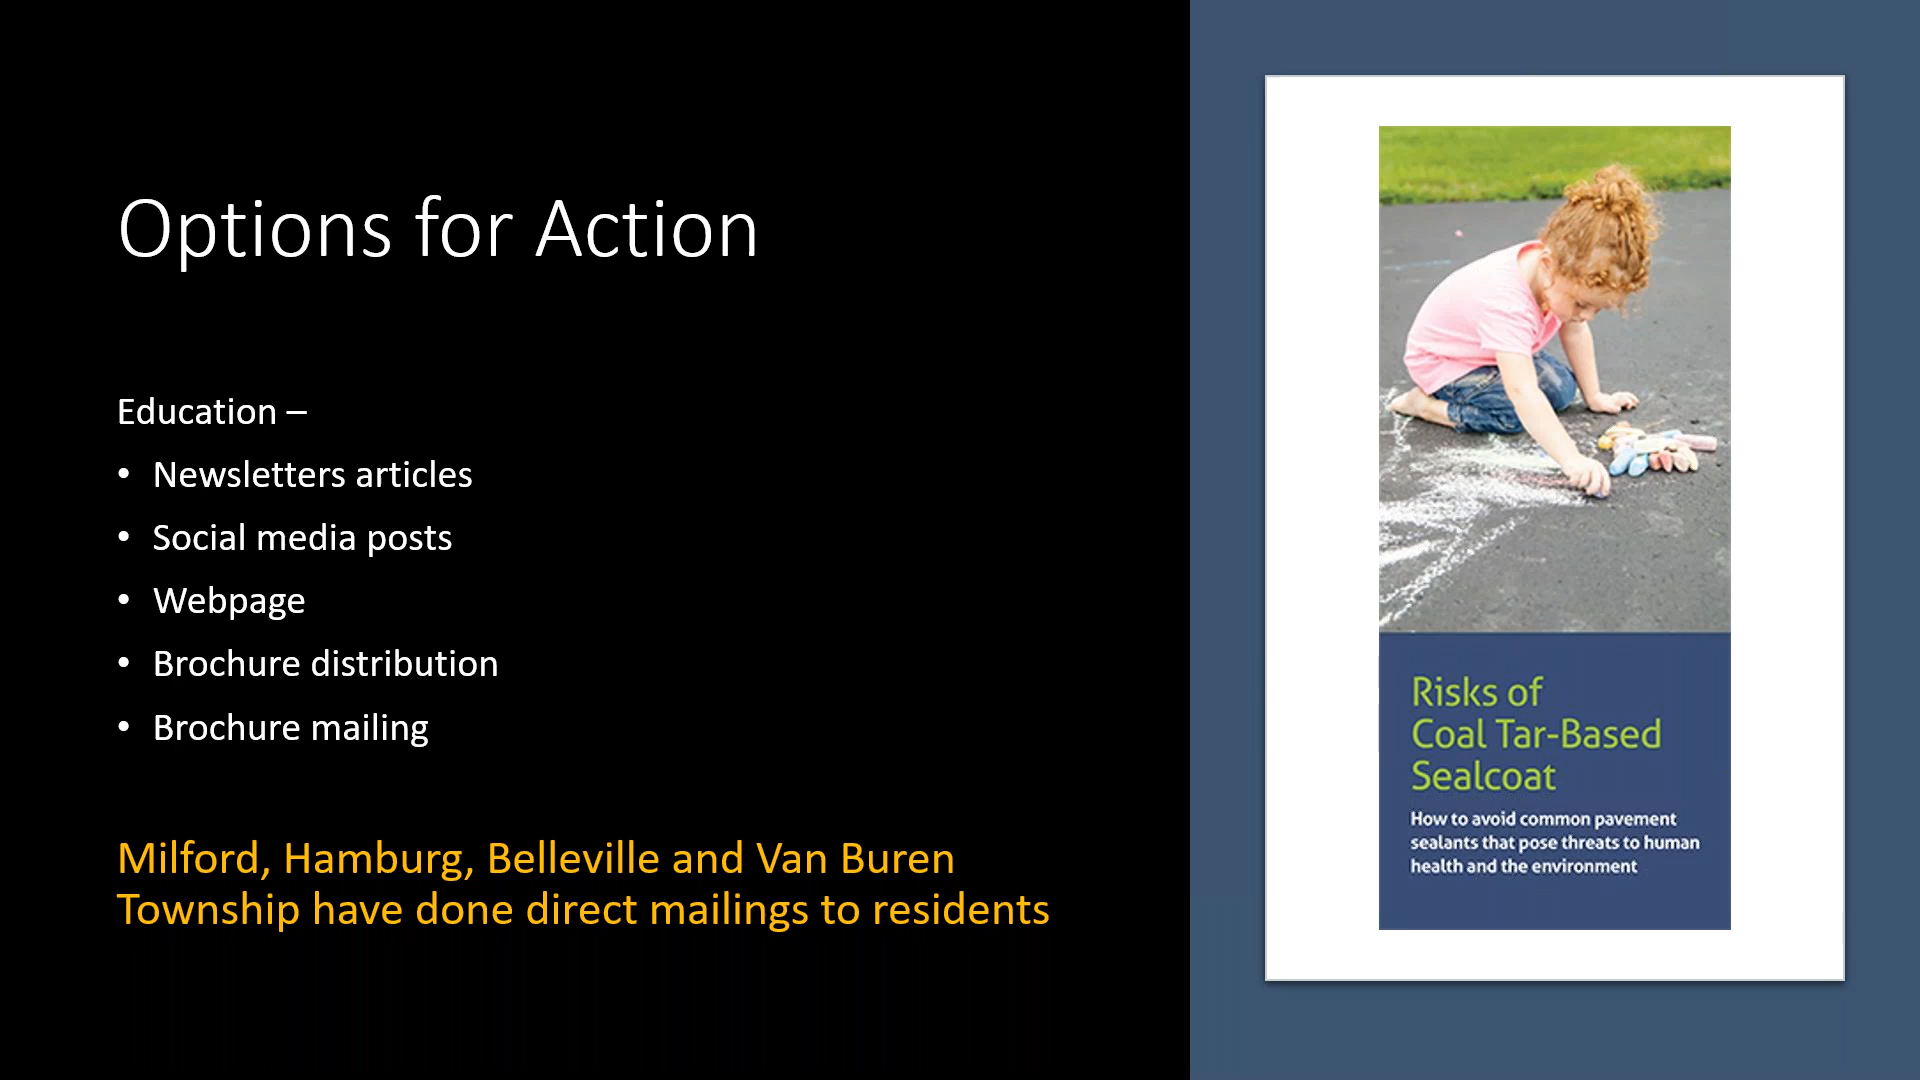 Options for Action
Education –
• Newsletters articles
• Social media posts
• Webpage
• Brochure distribution
• Brochure mailing
Milford, Hamburg, Belleville and Van Buren
Township have done direct mailings to residents
Risks of
Coal Tar-Based
Sealcoat
How to avoid common pavement
sealants that pose threats to human
health and the environment